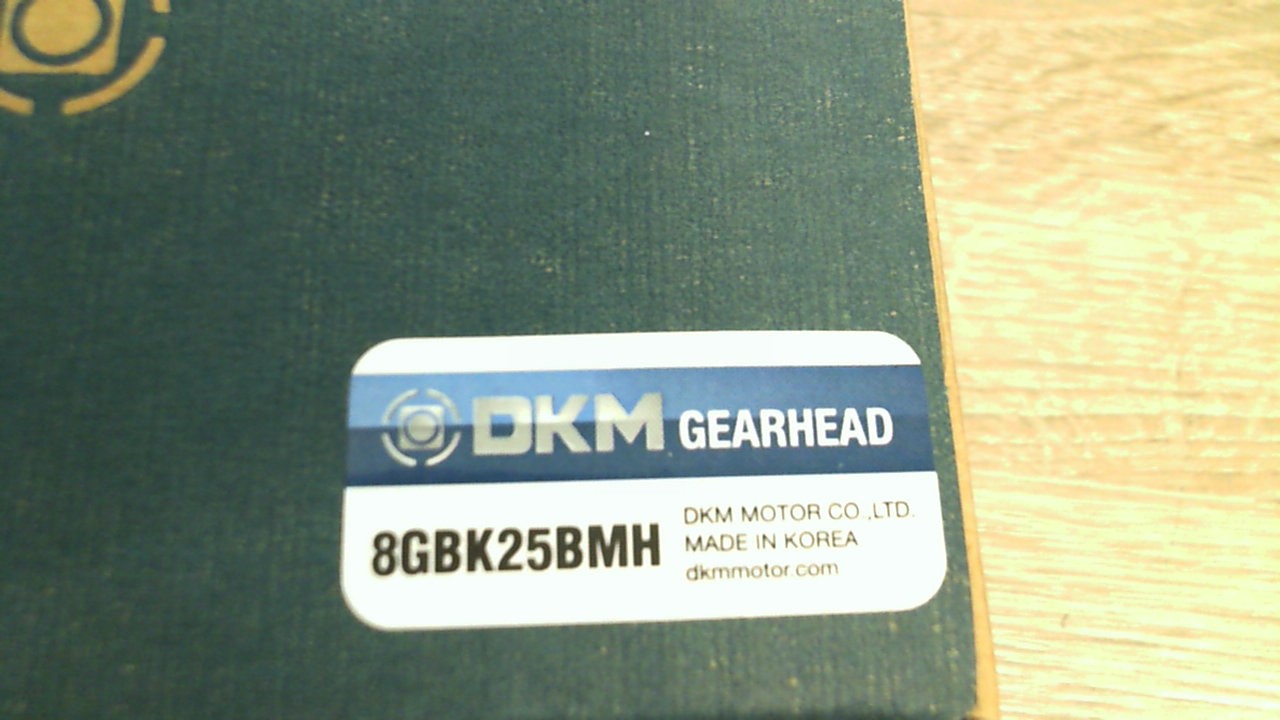 DKM GEARHEAD
8GBK25BMH
DKM MOTOR CO.,LTD.
MADE IN KOREA
dkmmotor.com